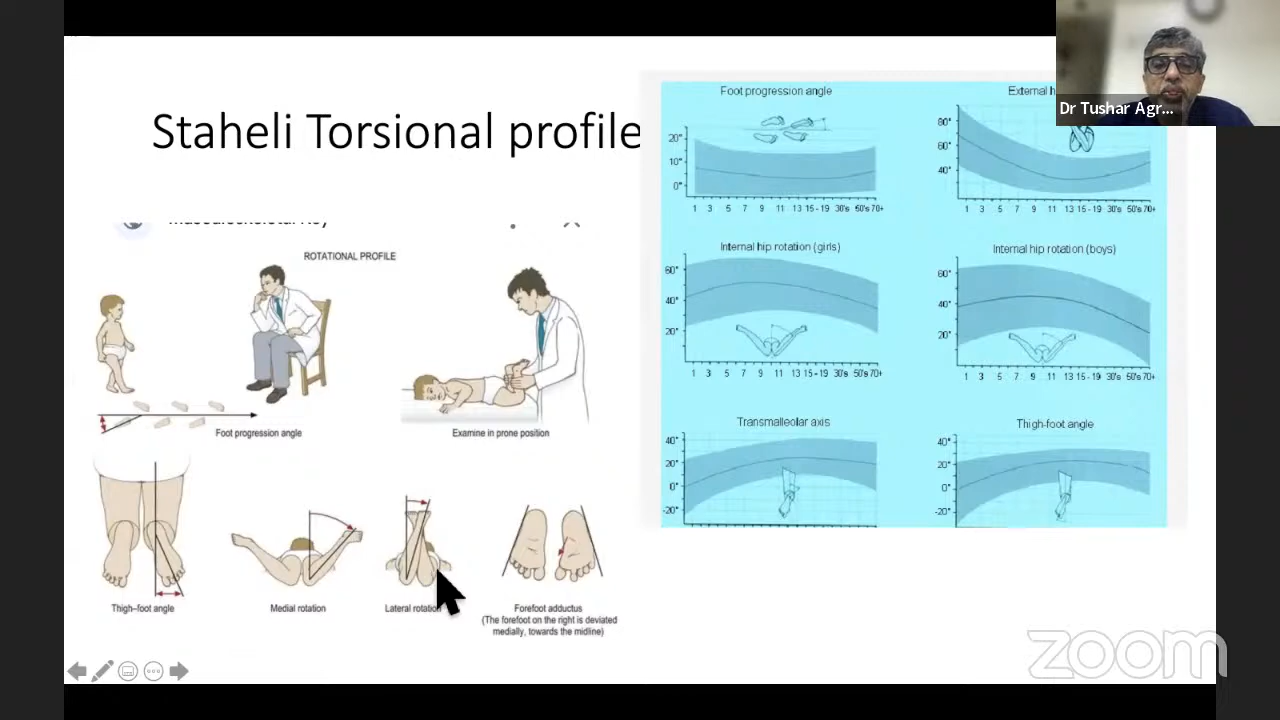 Dr Tushar Agr...
Staheli Torsional profile
ROTATIONAL PROFILE
Foot progression angle
Examine in prone position
Thigh–foot angle
Medial rotation
Lateral rotation
Forefoot adductus
(The forefoot on the right is deviated
medially, towards the midline)
Foot progression angle
20°
10°
0°
1 3 5 7 9 11 13 15 - 19 30's 50's 70+
External h
80°
60°
40°
1 3 5 7 9 11 13 15 - 19 30's 50's 70+
Internal hip rotation (girls)
60°
40°
20°
1 3 5 7 9 11 13 15 - 19 30's 50's 70+
Internal hip rotation (boys)
60°
40°
20°
1 3 5 7 9 11 13 15 - 19 30's 50's 70+
Transmalleolar axis
40°
20°
0°
-20°
Thigh-foot angle
40°
20°
0°
-20°
zoom